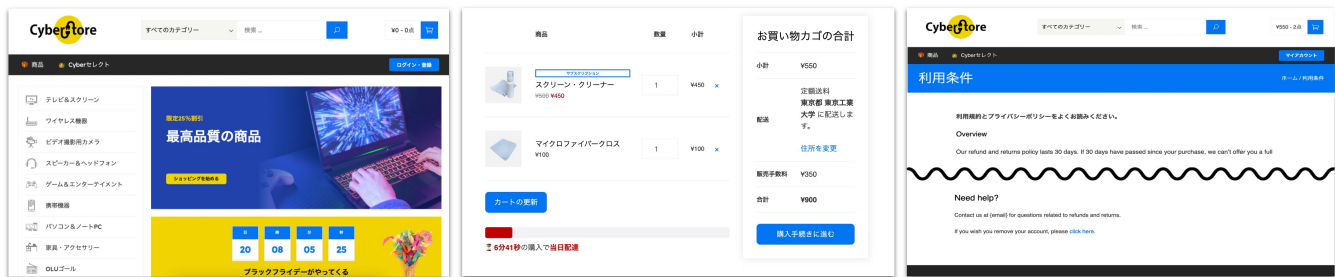 Cyberstore
すべてのカテゴリー
検索 ...
¥0 - 0点
商品
Cyberセレクト
ログイン・登録
テレビ&スクリーン
ワイヤレス機器
ビデオ撮影用カメラ
スピーカー&ヘッドフォン
ゲーム&エンターテイメント
携帯機器
パソコン&ノートPC
家具・アクセサリー
OLUゴール
限定25%割引
最高品質の商品
ショッピングを始める
日 時 分 秒
20 08 05 25
ブラックフライデーがやってくる
商品 数量 小計
サブスクリプション
スクリーン・クリーナー
¥500 ¥450
1
¥450 ×
マイクロファイバークロス
¥100
1
¥100 ×
カートの更新
6分41秒の購入で当日配達
お買い物カゴの合計
小計 ¥550
配送
定額送料
東京都 東京工業
大学 に配送しま
す。
住所を変更
販売手数料 ¥350
合計 ¥900
購入手続きに進む
Cyberstore
すべてのカテゴリー
検索 ...
¥550 - 2点
商品
Cyberセレクト
マイアカウント
利用条件
ホーム / 利用条件
利用規約とプライバシーポリシーをよくお読みください。
Overview
Our refund and returns policy lasts 30 days. If 30 days have passed since your purchase, we can't offer you a full
Need help?
Contact us at {email} for questions related to refunds and returns.
If you wish you remove your account, please click here.